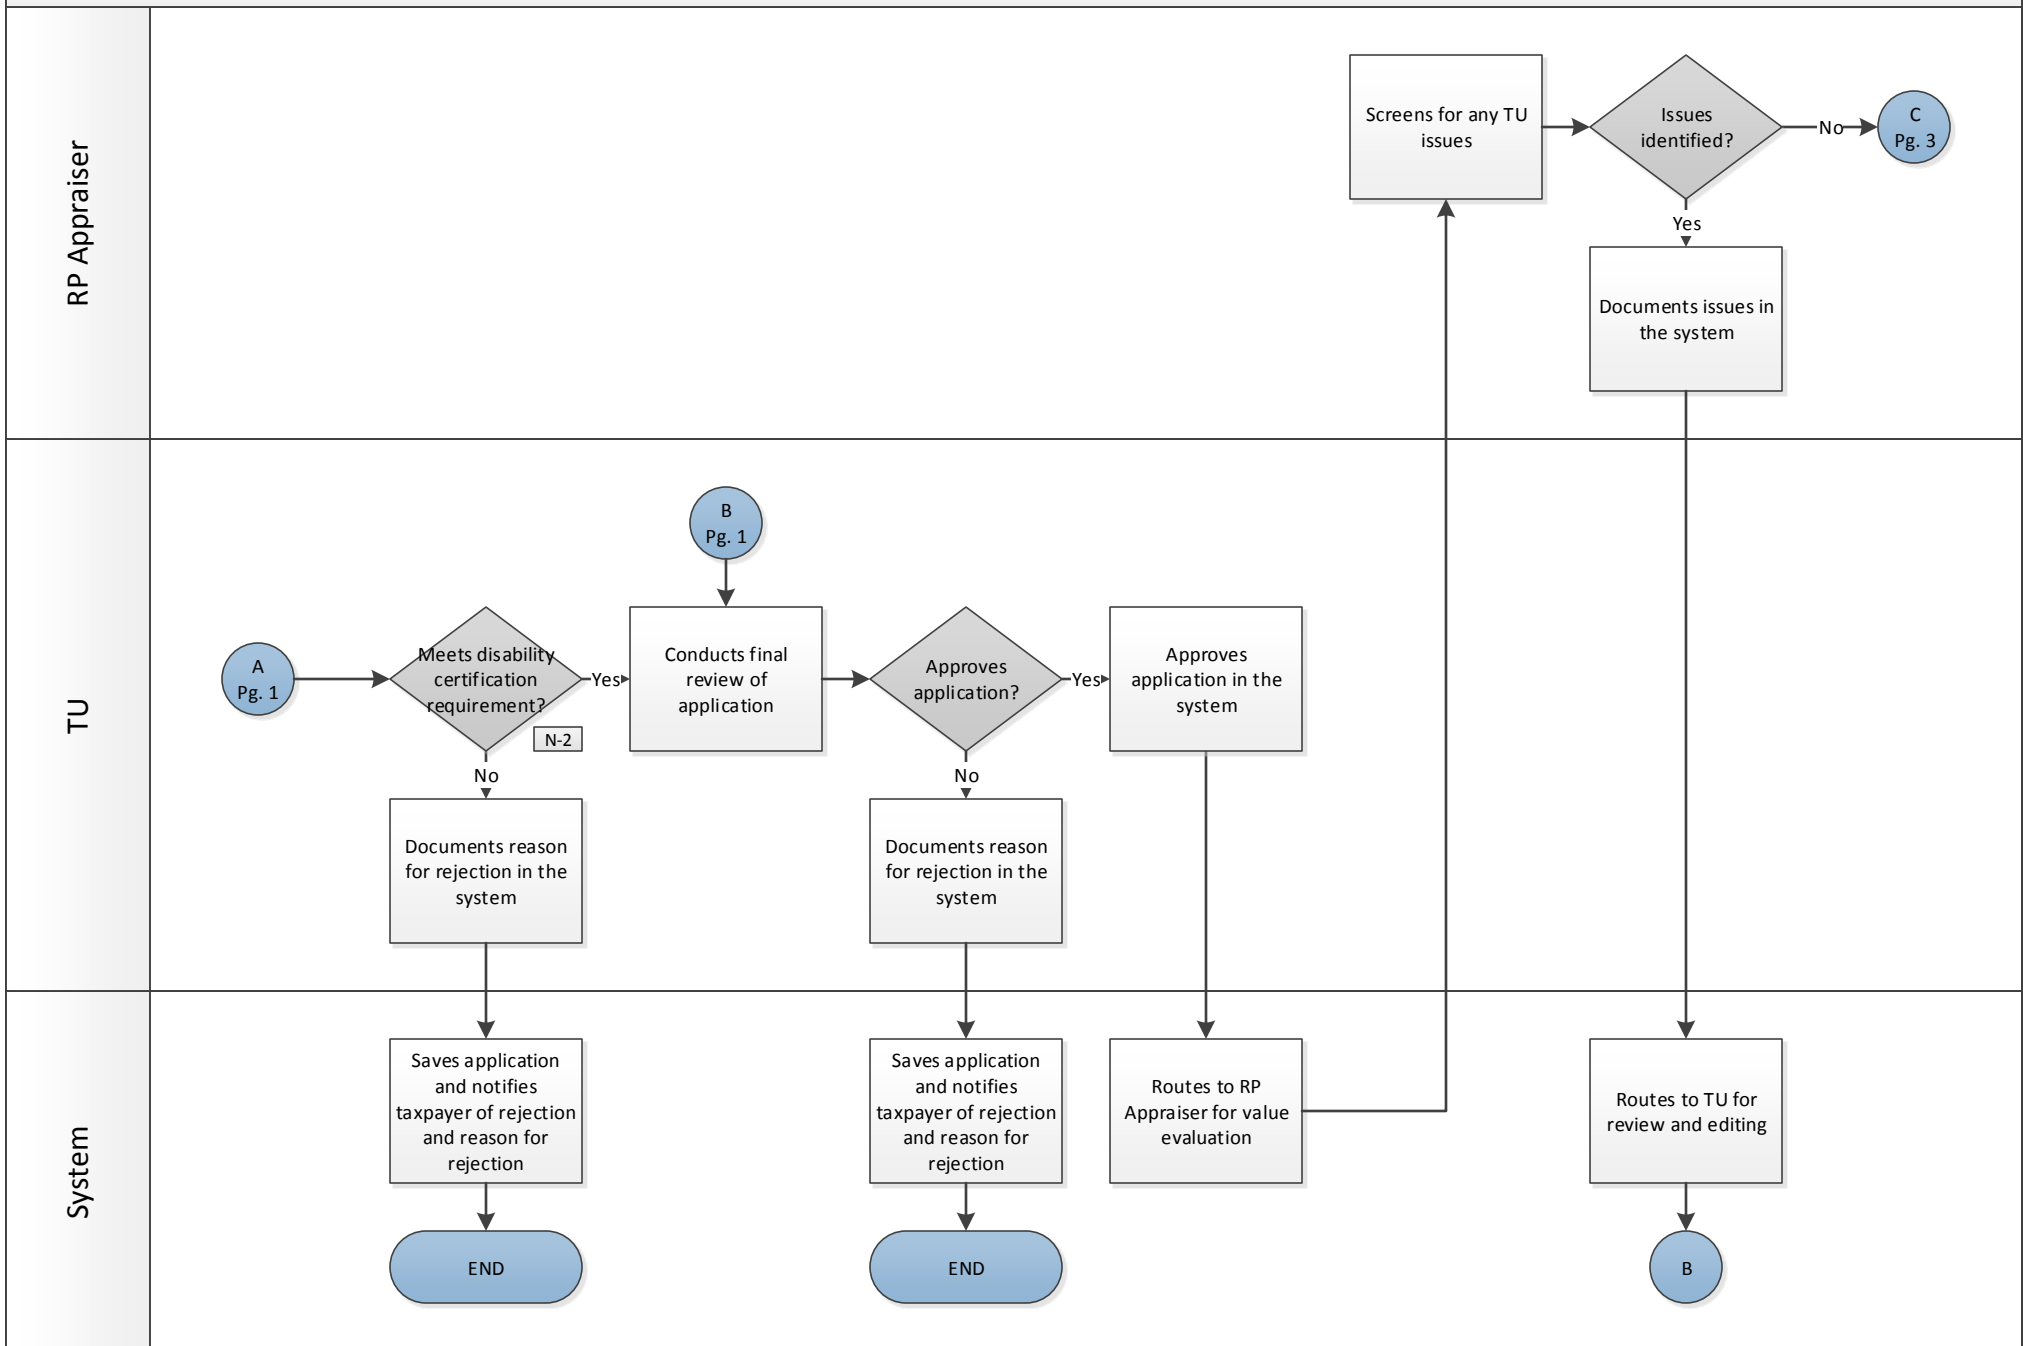 RP Appraiser
Screens for any TU
issues
Issues
identified?
No
C
Pg. 3
Yes
Documents issues in
the system
TU
B
Pg. 1
A
Pg. 1
Meets disability
certification
requirement?
N-2
Yes
Conducts final
review of
application
Approves
application?
Yes
Approves
application in the
system
No
No
Documents reason
for rejection in the
system
Documents reason
for rejection in the
system
System
Saves application
and notifies
taxpayer of rejection
and reason for
rejection
Saves application
and notifies
taxpayer of rejection
and reason for
rejection
Routes to RP
Appraiser for value
evaluation
Routes to TU for
review and editing
END
END
B